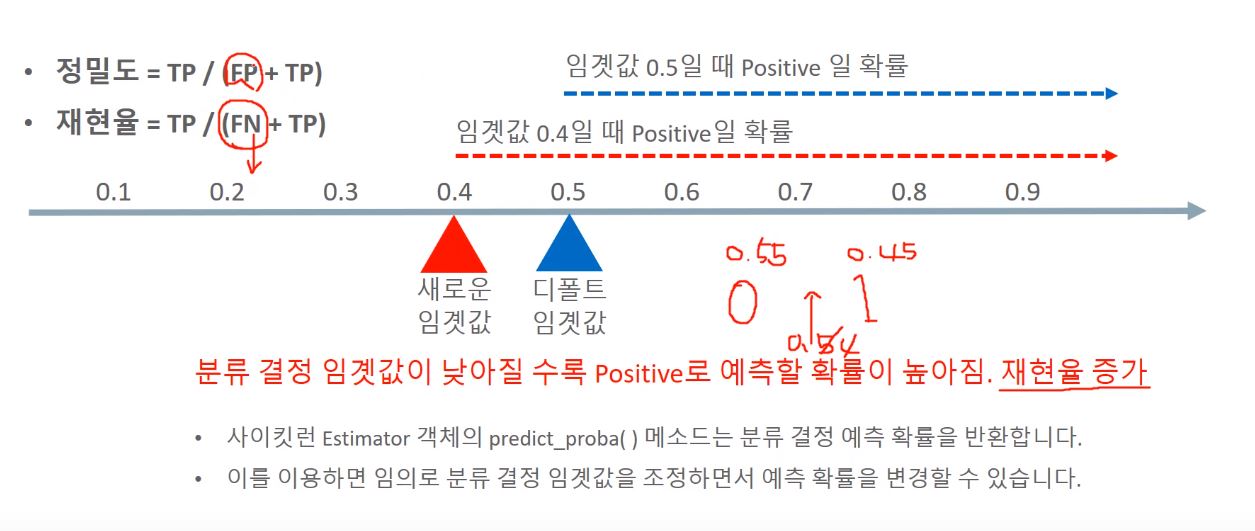 • 정밀도 = TP / (FP + TP)
• 재현율 = TP / (FN + TP)
임곗값 0.5일 때 Positive 일 확률
임곗값 0.4일 때 Positive일 확률
0.1 0.2 0.3 0.4 0.5 0.6 0.7 0.8 0.9
새로운
임곗값
디폴트
임곗값
0.55 0.45
0 1
분류 결정 임곗값이 낮아질 수록 Positive로 예측할 확률이 높아짐. 재현율 증가
• 사이킷런 Estimator 객체의 predict_proba( ) 메소드는 분류 결정 예측 확률을 반환합니다.
• 이를 이용하면 임의로 분류 결정 임곗값을 조정하면서 예측 확률을 변경할 수 있습니다.